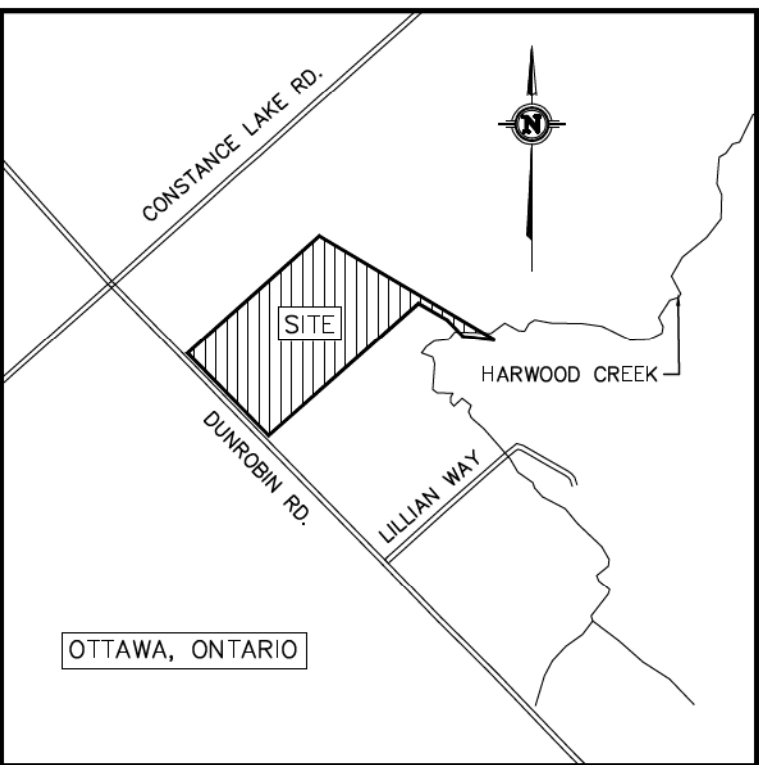 CONSTANCE LAKE RD.
N
SITE
HARWOOD CREEK
DUNROBIN RD.
LILLIAN WAY
OTTAWA, ONTARIO